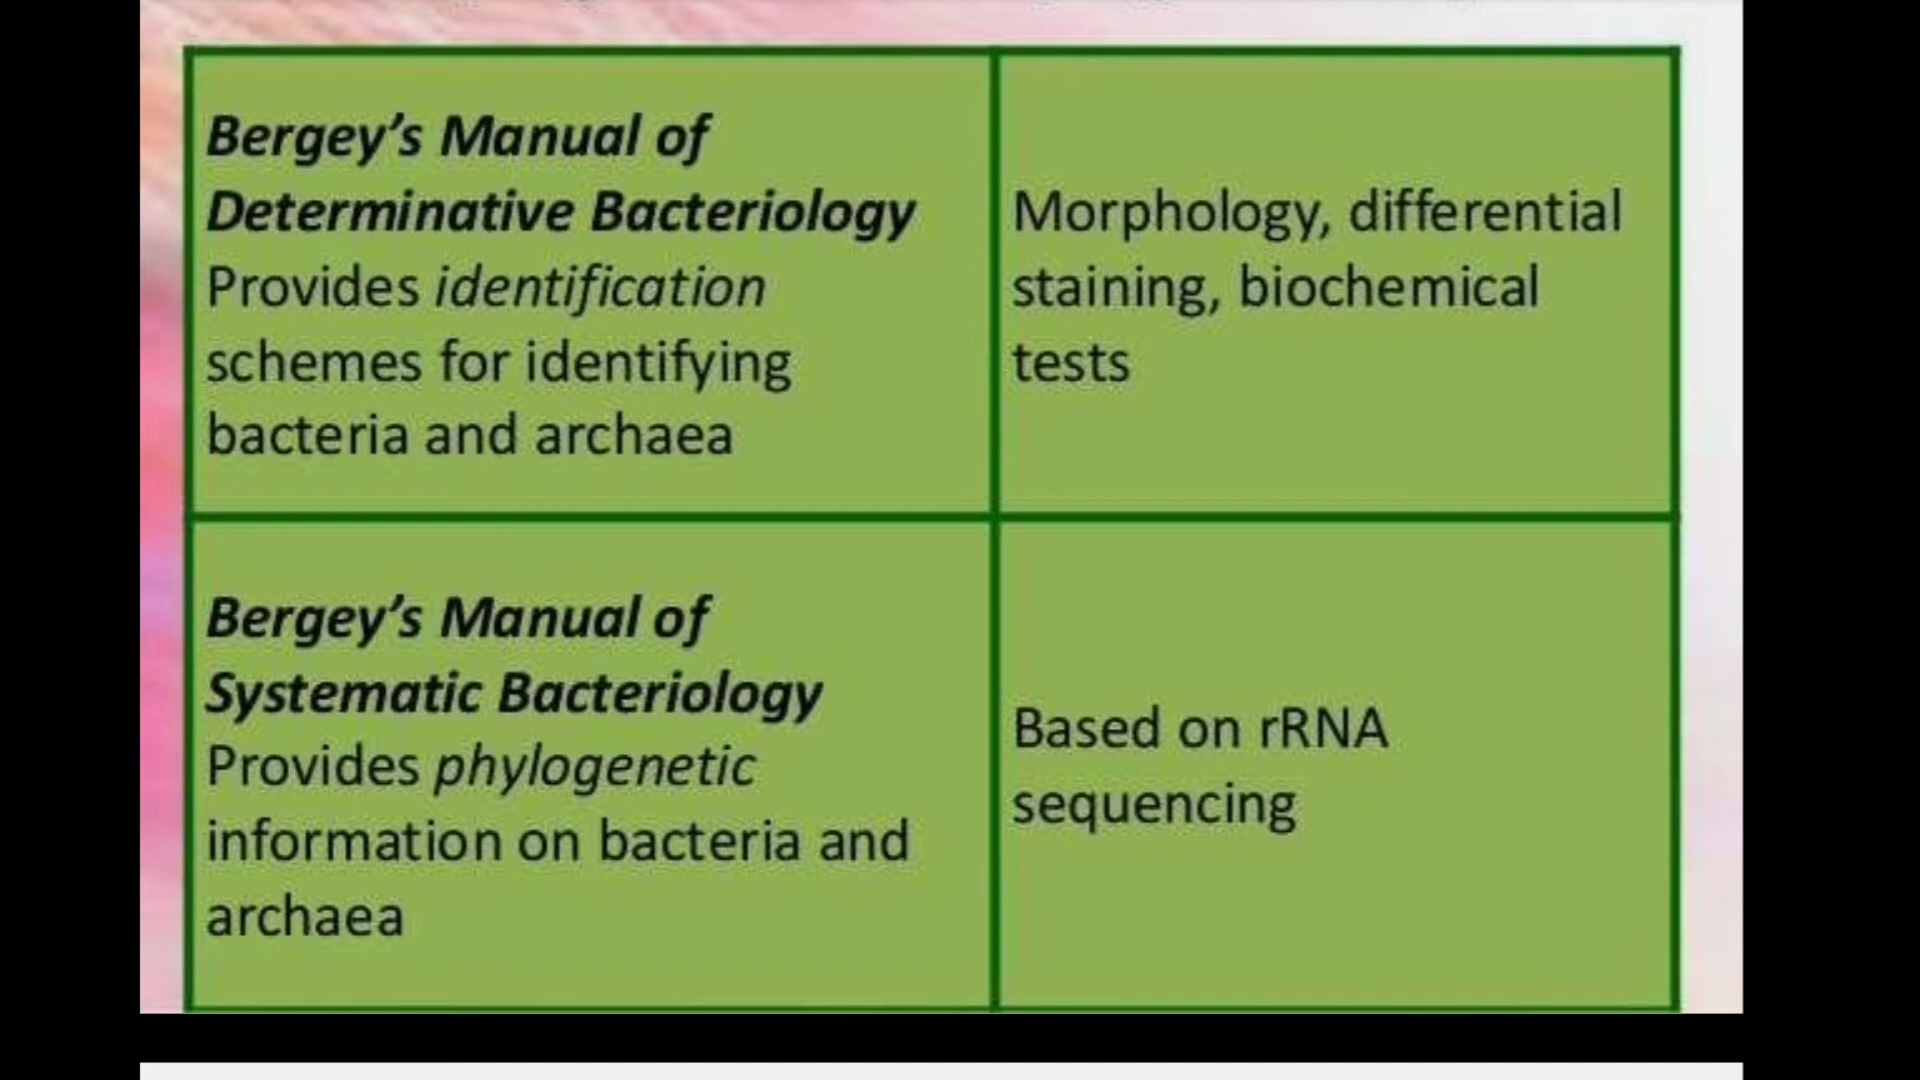 Bergey's Manual of
Determinative Bacteriology
Provides identification
schemes for identifying
bacteria and archaea
Morphology, differential
staining, biochemical
tests
Bergey's Manual of
Systematic Bacteriology
Provides phylogenetic
information on bacteria and
archaea
Based on rRNA
sequencing